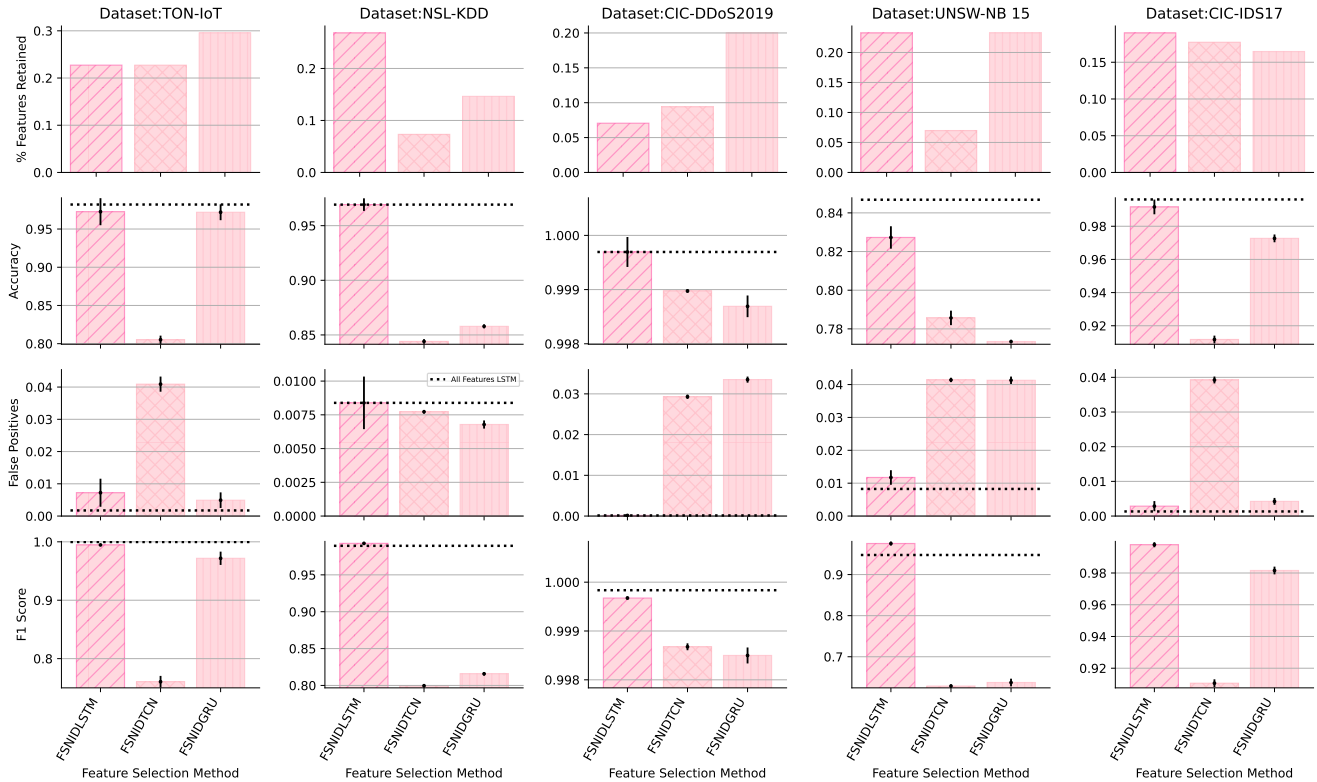 Dataset:TON-IoT
Dataset:NSL-KDD
Dataset:CIC-DDoS2019
Dataset:UNSW-NB 15
Dataset:CIC-IDS17
% Features Retained
0.3
0.2
0.1
0.0
0.2
0.1
0.0
0.20
0.15
0.10
0.05
0.00
0.20
0.15
0.10
0.05
0.00
0.15
0.10
0.05
0.00
Accuracy
0.95
0.90
0.85
0.80
0.95
0.90
0.85
1.000
0.999
0.998
0.84
0.82
0.80
0.78
0.98
0.96
0.94
0.92
False Positives
0.04
0.03
0.02
0.01
0.00
0.0100
0.0075
0.0050
0.0025
0.0000
All Features LSTM
0.03
0.02
0.01
0.00
0.04
0.03
0.02
0.01
0.00
0.04
0.03
0.02
0.01
0.00
F1 Score
1.0
0.9
0.8
0.95
0.90
0.85
0.80
1.000
0.999
0.998
0.9
0.8
0.7
0.98
0.96
0.94
0.92
FSNIDLSTM
FSNIDTCN
FSNIDGRU
FSNIDLSTM
FSNIDTCN
FSNIDGRU
FSNIDLSTM
FSNIDTCN
FSNIDGRU
FSNIDLSTM
FSNIDTCN
FSNIDGRU
FSNIDLSTM
FSNIDTCN
FSNIDGRU
Feature Selection Method
Feature Selection Method
Feature Selection Method
Feature Selection Method
Feature Selection Method